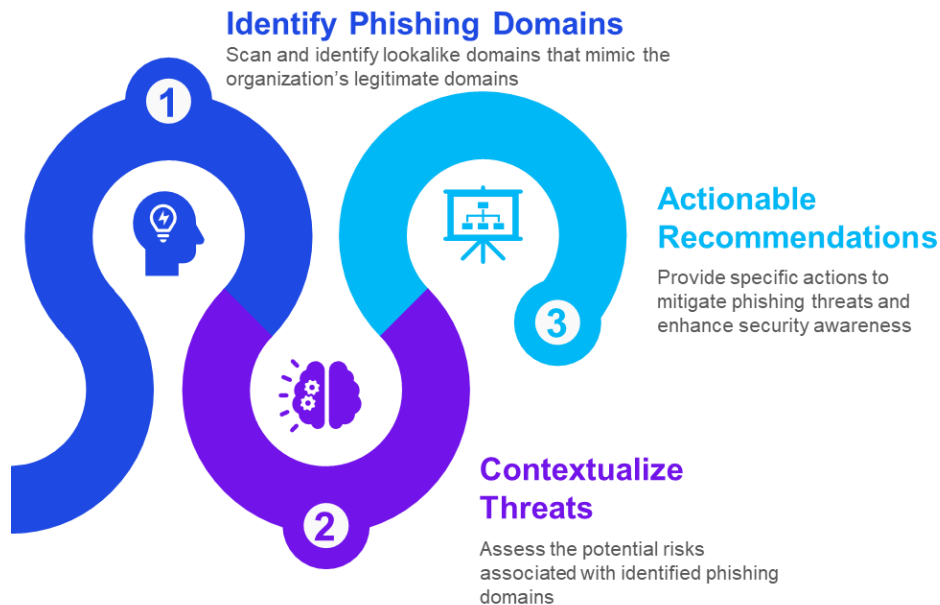 Identify Phishing Domains
Scan and identify lookalike domains that mimic the
organization’s legitimate domains
1
Actionable
Recommendations
Provide specific actions to
mitigate phishing threats and
enhance security awareness
3
Contextualize
Threats
2
Assess the potential risks
associated with identified phishing
domains